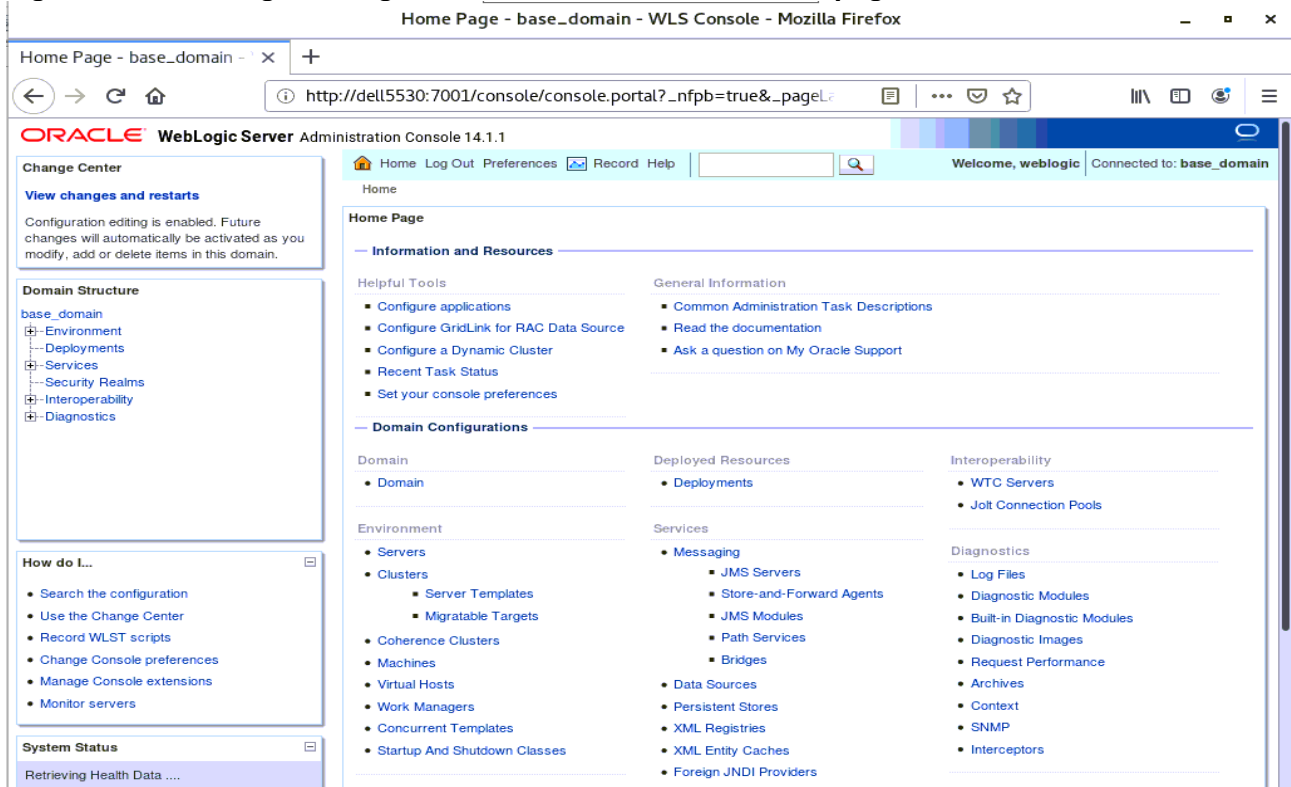 Home Page - base_domain - WLS Console - Mozilla Firefox
Home Page - base_domain -
http://dell5530:7001/console/console.portal?_nfpb=true&_pageLa
ORACLE WebLogic Server Administration Console 14.1.1
Change Center
View changes and restarts
Configuration editing is enabled. Future
changes will automatically be activated as you
modify, add or delete items in this domain.
Domain Structure
base_domain
Environment
Deployments
Services
Security Realms
Interoperability
Diagnostics
How do I...
Search the configuration
Use the Change Center
Record WLST scripts
Change Console preferences
Manage Console extensions
Monitor servers
System Status
Retrieving Health Data ....
Home Log Out Preferences Record Help
Welcome, weblogic Connected to: base_domain
Home
Home Page
Information and Resources
Helpful Tools
Configure applications
Configure GridLink for RAC Data Source
Configure a Dynamic Cluster
Recent Task Status
Set your console preferences
General Information
Common Administration Task Descriptions
Read the documentation
Ask a question on My Oracle Support
Domain Configurations
Domain
Domain
Environment
Servers
Clusters
Server Templates
Migratable Targets
Coherence Clusters
Machines
Virtual Hosts
Work Managers
Concurrent Templates
Startup And Shutdown Classes
Deployed Resources
Deployments
Services
Messaging
JMS Servers
Store-and-Forward Agents
JMS Modules
Path Services
Bridges
Data Sources
Persistent Stores
XML Registries
XML Entity Caches
Foreign JNDI Providers
Interoperability
WTC Servers
Jolt Connection Pools
Diagnostics
Log Files
Diagnostic Modules
Built-in Diagnostic Modules
Diagnostic Images
Request Performance
Archives
Context
SNMP
Interceptors